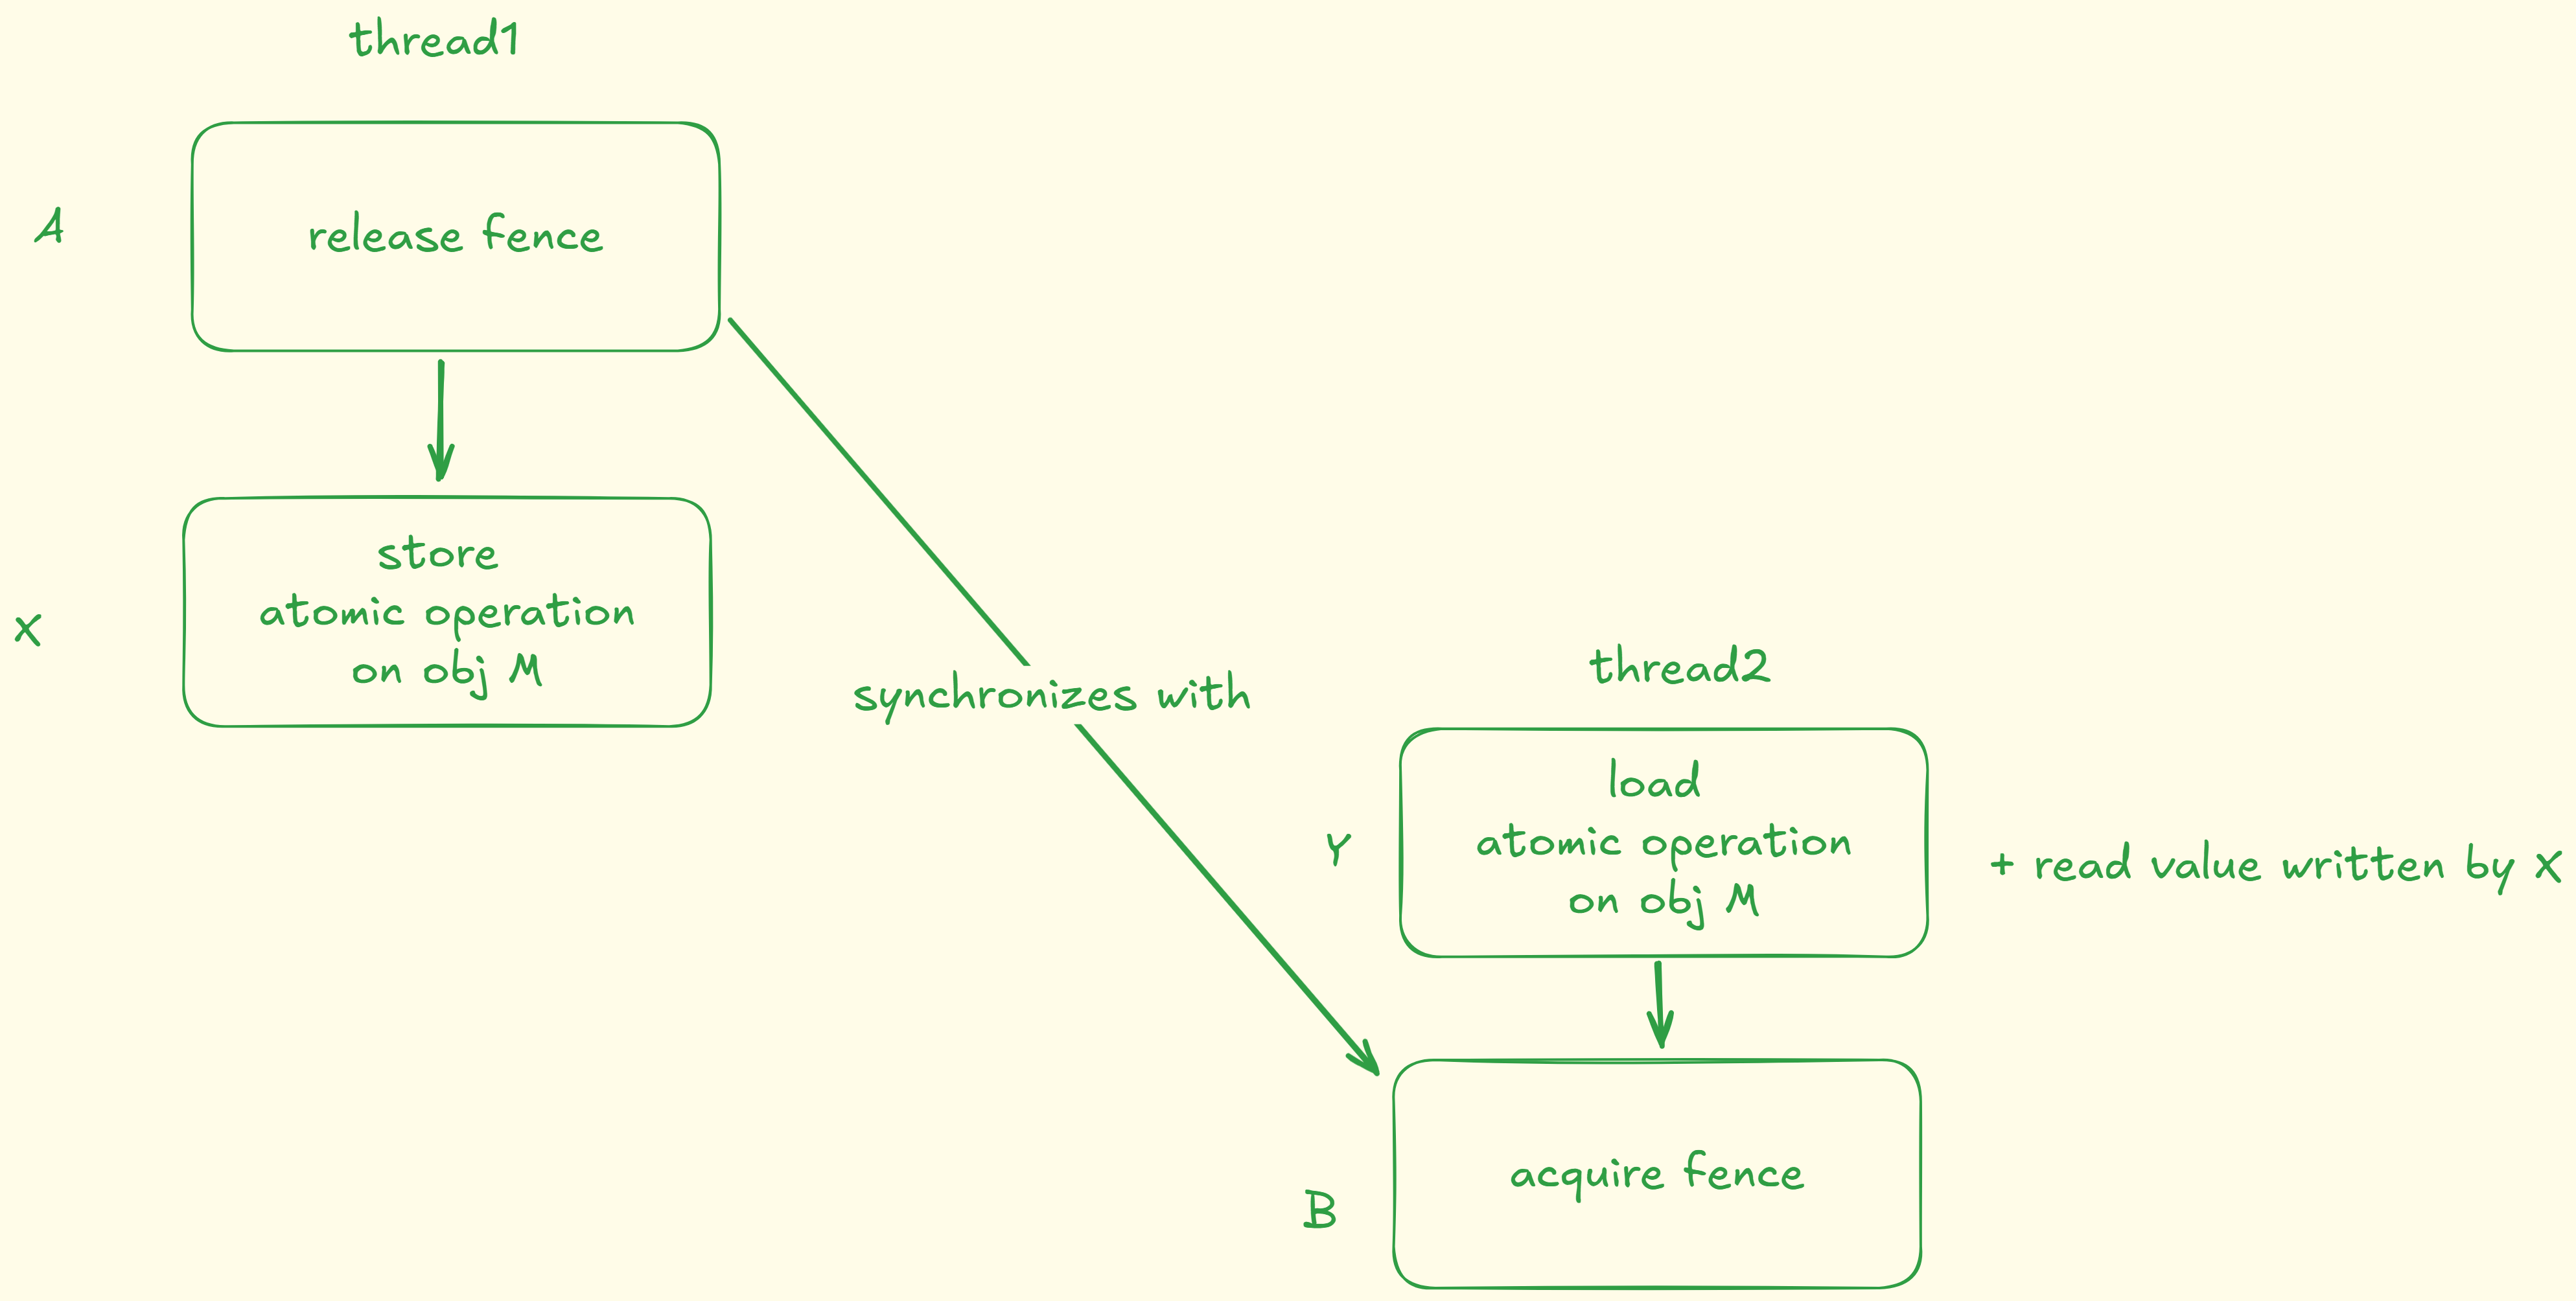 thread1
A
release fence
store
atomic operation
on obj M
X
synchronizes with
thread2
load
atomic operation
on obj M
Y
+ read value written by X
acquire fence
B